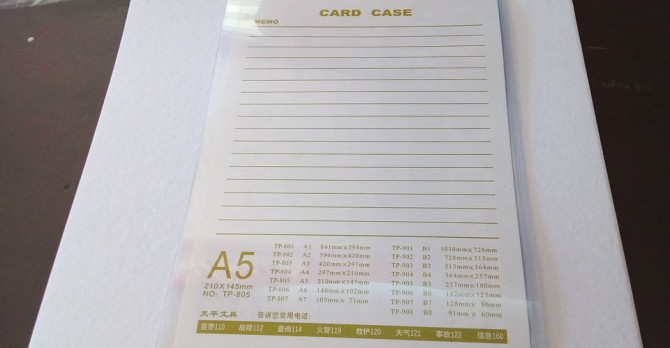 CARD CASE
MEMO
TP-801 A1 841mm×594mm
TP-802 A2 594mm×420mm
TP-803 A3 420mm×297mm
TP-804 A4 297mm×210mm
TP-805 A5 210mm×145mm
TP-806 A6 148mm×102mm
TP-807 A7 103mm× 71mm
TP-901 B1 1030mm×728mm
TP-902 B2 728mm×515mm
TP-903 B3 515mm×364mm
TP-904 B4 364mm×257mm
TP-905 B5 257mm×180mm
TP-906 B6 182mm×125mm
TP-907 B7 128mm×
TP-908 B8 91mm× 60mm
A5
210×145mm
NO: TP-805
天平文具 告诉您常用电话:
匪警110 故障112 查询114 火警119 救护120 天气121 事故122 信息160